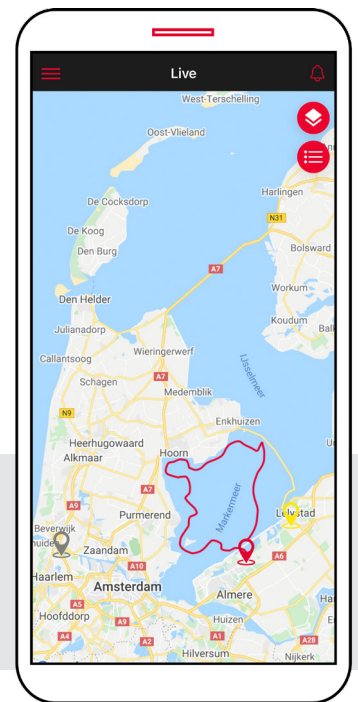 Live
West-Terschelling
Oost-Vlieland
Harlingen
De Cocksdorp
N31
De Koog
Bolsward
Den Burg
A7
Workum
Den Helder
Koudum
Julianadorp
Wieringerwerf
Callantsoog
IJsselmeer
A7
Schagen
Medemblik
N9
Enkhuizen
Heerhugowaard
Hoorn
Alkmaar
A7
Markermeer
Lelystad
A9
Purmerend
Beverwijk
Zaandam
A6
A10
Haarlem
Amsterdam
Almere
A5
Hoofddorp
A9
Huizen
A4
A2
A1
A28
Hilversum
Nijkerk